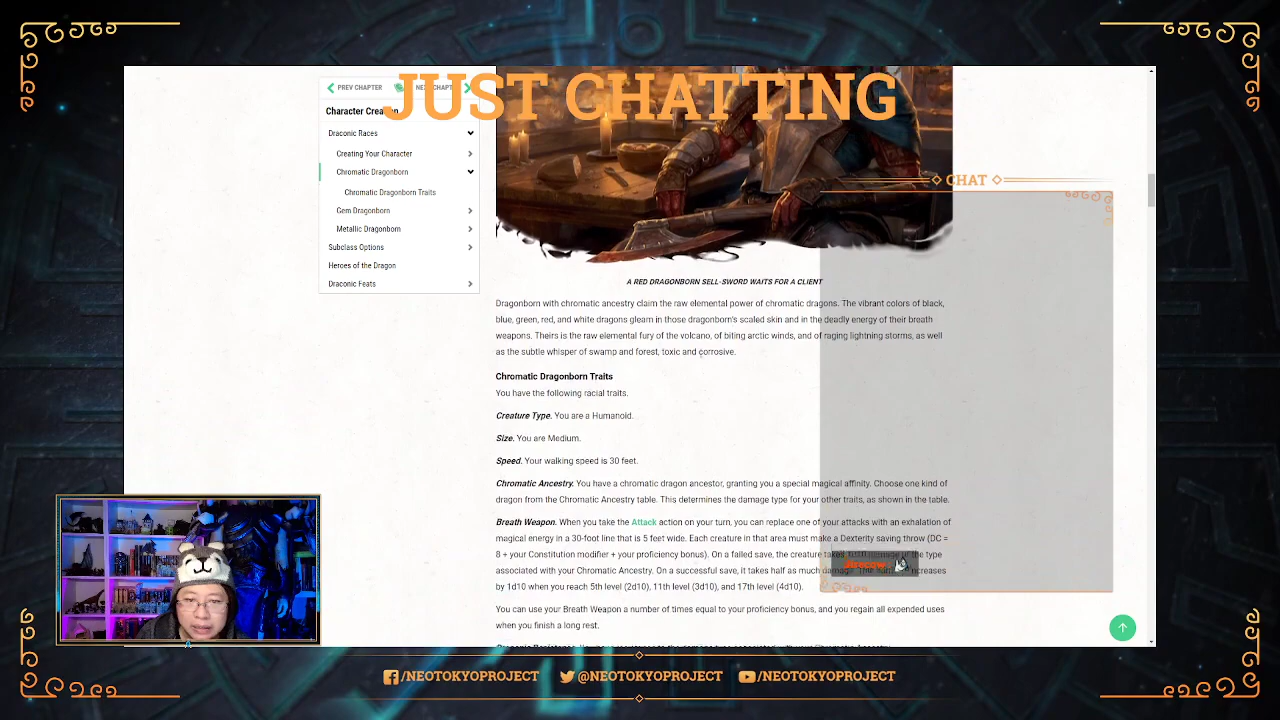 JUST CHATTING
PREV CHAPTER
Character Creation
Draconic Races
Creating Your Character
Chromatic Dragonborn
Chromatic Dragonborn Traits
Gem Dragonborn
Metallic Dragonborn
Subclass Options
Heroes of the Dragon
Draconic Feats
CHAT
A RED DRAGONBORN SELL-SWORD WAITS FOR A CLIENT
Dragonborn with chromatic ancestry claim the raw elemental power of chromatic dragons. The vibrant colors of black,
blue, green, red, and white dragons gleam in those dragonborn's scaled skin and in the deadly energy of their breath
weapons. Theirs is the raw elemental fury of the volcano, of biting arctic winds, and of raging lightning storms, as well
as the subtle whisper of swamp and forest, toxic and corrosive.
Chromatic Dragonborn Traits
You have the following racial traits.
Creature Type. You are a Humanoid.
Size. You are Medium.
Speed. Your walking speed is 30 feet.
Chromatic Ancestry. You have a chromatic dragon ancestor, granting you a special magical affinity. Choose one kind of
dragon from the Chromatic Ancestry table. This determines the damage type for your other traits, as shown in the table.
Breath Weapon. When you take the Attack action on your turn, you can replace one of your attacks with an exhalation of
magical energy in a 30-foot line that is 5 feet wide. Each creature in that area must make a Dexterity saving throw (DC =
8 + your Constitution modifier + your proficiency bonus). On a failed save, the creature takes of the type
associated with your Chromatic Ancestry. On a successful save, it takes half as much
by 1d10 when you reach 5th level (2d10), 11th level (3d10), and 17th level (4d10).
You can use your Breath Weapon a number of times equal to your proficiency bonus, and you regain all expended uses
when you finish a long rest.
/NEOTOKYOPROJECT
@NEOTOKYOPROJECT
/NEOTOKYOPROJECT